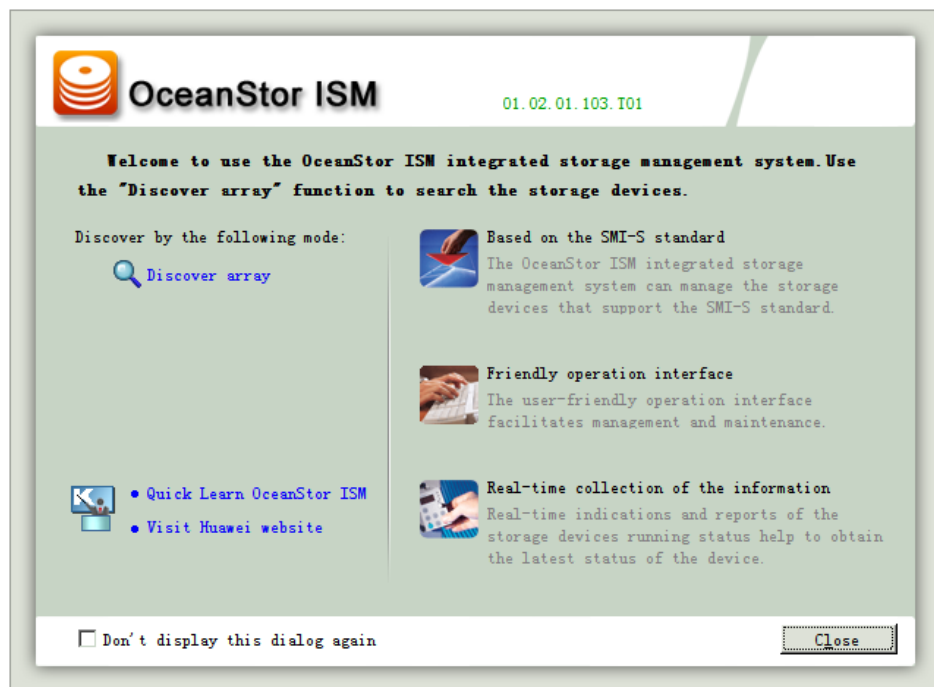 OceanStor ISM
01.02.01.103.T01
Welcome to use the OceanStor ISM integrated storage management system.Use
the "Discover array" function to search the storage devices.
Discover by the following mode:
Discover array
Quick Learn OceanStor ISM
Visit Huawei website
Based on the SMI-S standard
The OceanStor ISM integrated storage
management system can manage the storage
devices that support the SMI-S standard.
Friendly operation interface
The user-friendly operation interface
facilitates management and maintenance.
Real-time collection of the information
Real-time indications and reports of the
storage devices running status help to obtain
the latest status of the device.
Don't display this dialog again
Close